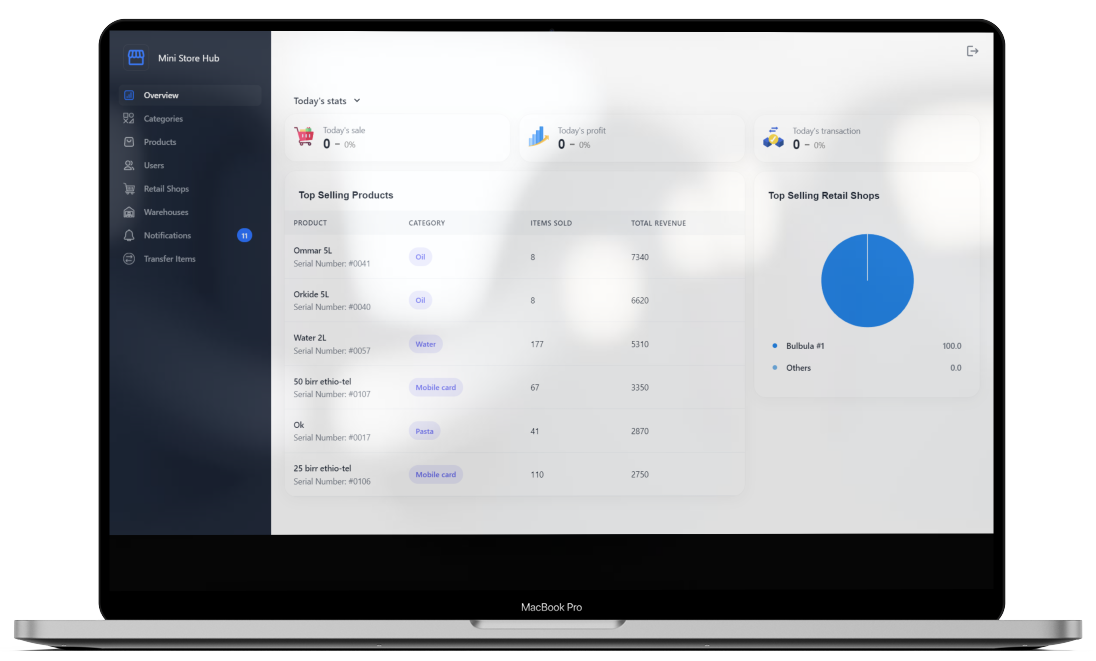 Mini Store Hub
Overview
Categories
Products
Users
Retail Shops
Warehouses
Notifications 11
Transfer Items
Today's stats
Today's sale
0 – 0%
Today's profit
0 – 0%
Today's transaction
0 – 0%
Top Selling Products
PRODUCT CATEGORY ITEMS SOLD TOTAL REVENUE
Ommar 5L
Serial Number: #0041
Oil 8 7340
Orkide 5L
Serial Number: #0040
Oil 8 6620
Water 2L
Serial Number: #0057
Water 177 5310
50 birr ethio-tel
Serial Number: #0107
Mobile card 67 3350
Ok
Serial Number: #0017
Pasta 41 2870
25 birr ethio-tel
Serial Number: #0106
Mobile card 110 2750
Top Selling Retail Shops
Bulbula #1 100.0
Others 0.0
MacBook Pro